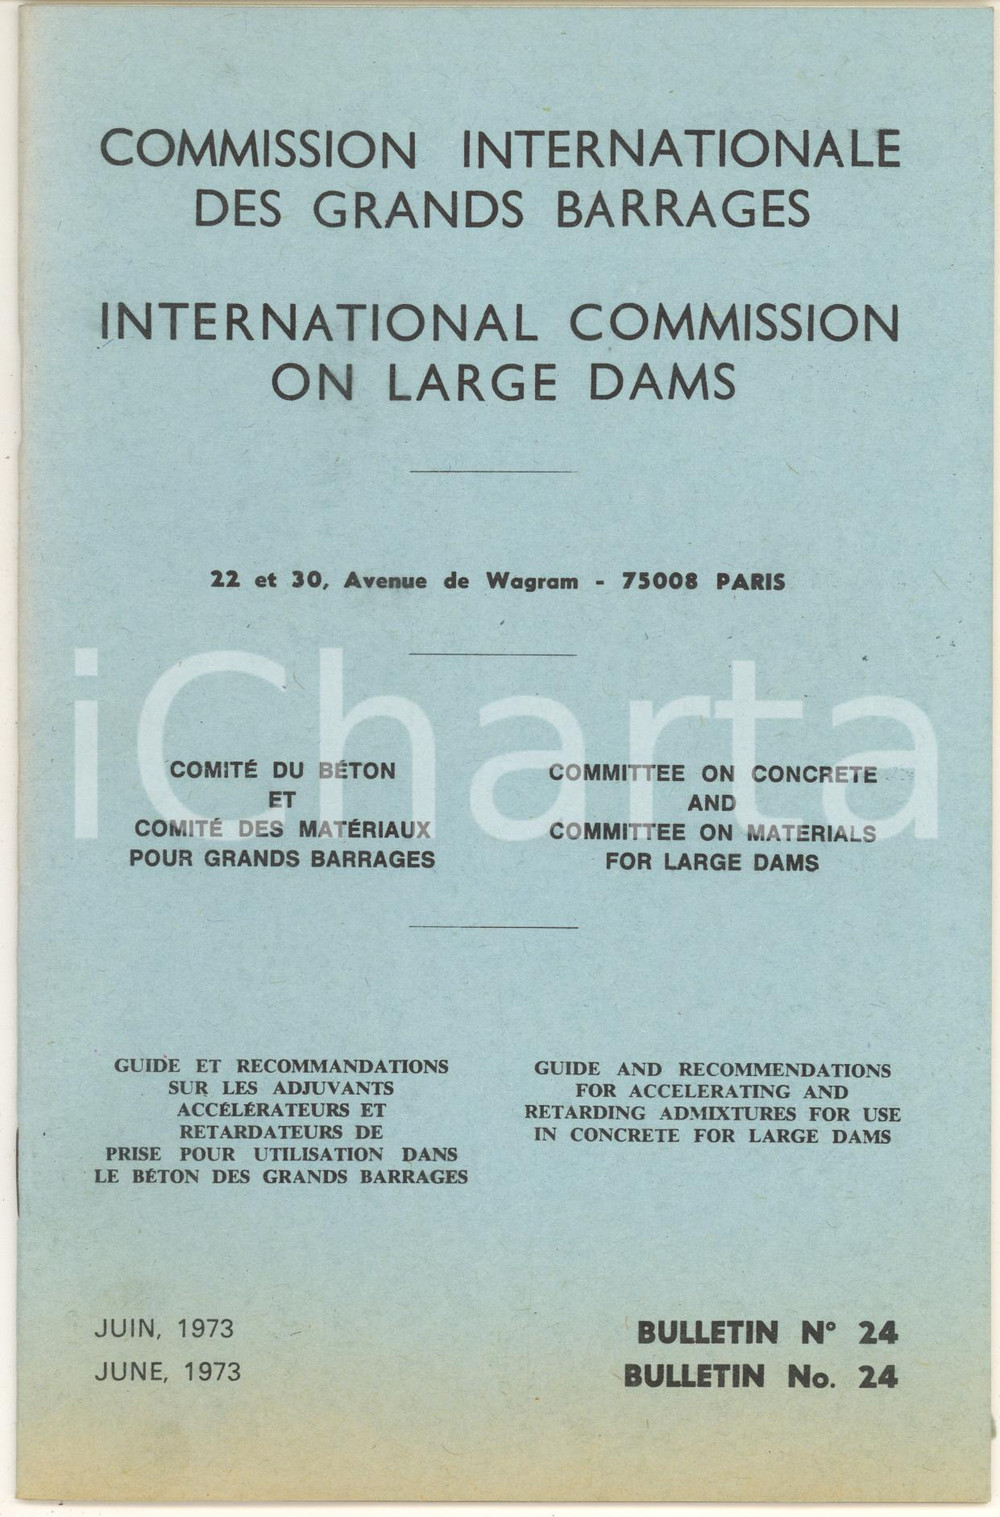 COMMISSION INTERNATIONALE
DES GRANDS BARRAGES
INTERNATIONAL COMMISSION
ON LARGE DAMS
22 et 30, Avenue de Wagram - 75008 PARIS
iCharta
COMITÉ DU BÉTON
ET
COMITÉ DES MATÉRIAUX
POUR GRANDS BARRAGES
COMMITTEE ON CONCRETE
AND
COMMITTEE ON MATERIALS
FOR LARGE DAMS
GUIDE ET RECOMMANDATIONS
SUR LES ADJUVANTS
ACCÉLÉRATEURS ET
RETARDATEURS DE
PRISE POUR UTILISATION DANS
LE BÉTON DES GRANDS BARRAGES
GUIDE AND RECOMMENDATIONS
FOR ACCELERATING AND
RETARDING ADMIXTURES FOR USE
IN CONCRETE FOR LARGE DAMS
JUIN, 1973
JUNE, 1973
BULLETIN N° 24
BULLETIN No. 24